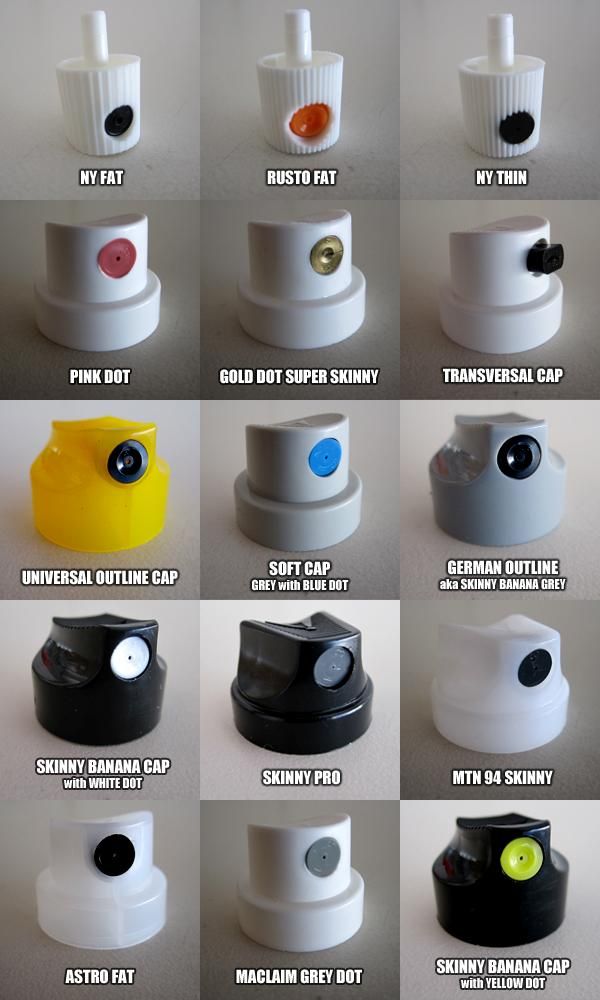 NY FAT
RUSTO FAT
NY THIN
PINK DOT
GOLD DOT SUPER SKINNY
TRANSVERSAL CAP
UNIVERSAL OUTLINE CAP
SOFT CAP
GREY with BLUE DOT
GERMAN OUTLINE
aka SKINNY BANANA GREY
SKINNY BANANA CAP
with WHITE DOT
SKINNY PRO
MTN 94 SKINNY
ASTRO FAT
MACLAIM GREY DOT
SKINNY BANANA CAP
with YELLOW DOT